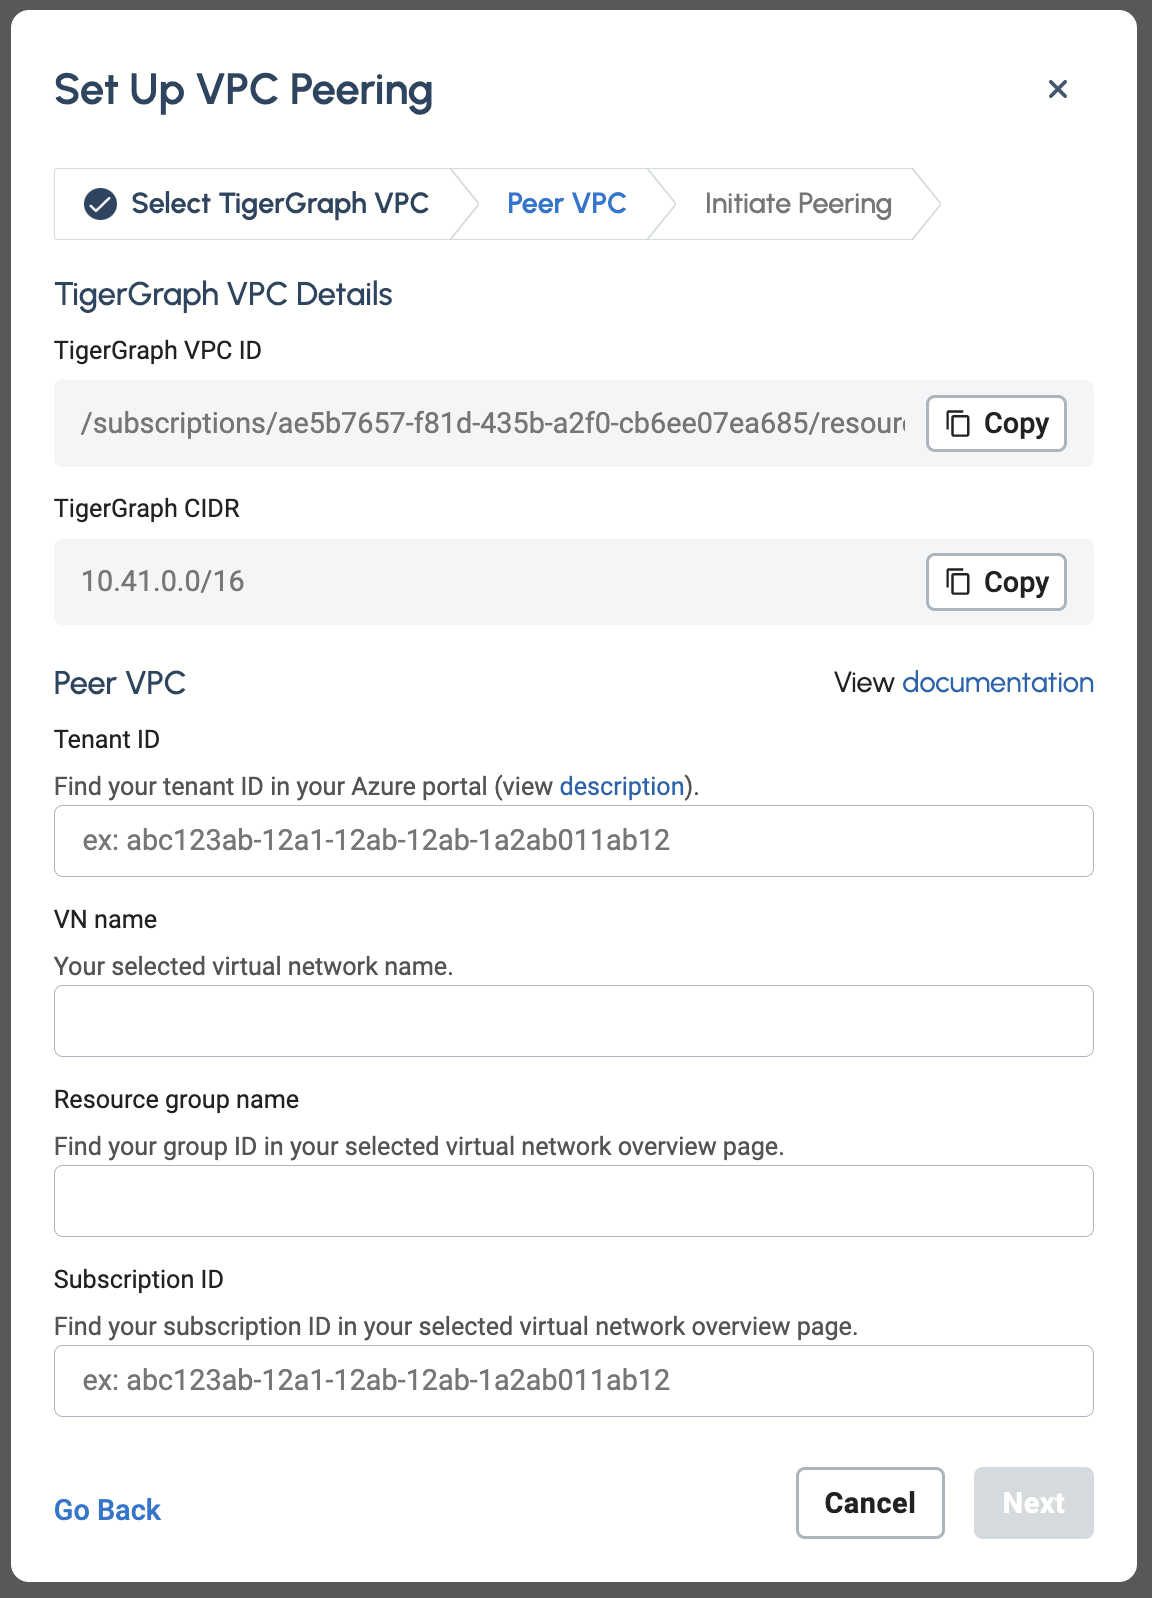 Set Up VPC Peering
Select TigerGraph VPC
Peer VPC
Initiate Peering
TigerGraph VPC Details
TigerGraph VPC ID
/subscriptions/ae5b7657-f81d-435b-a2f0-cb6ee07ea685/resour
Copy
TigerGraph CIDR
10.41.0.0/16
Copy
Peer VPC
View documentation
Tenant ID
Find your tenant ID in your Azure portal (view description).
ex: abc123ab-12a1-12ab-12ab-1a2ab011ab12
VN name
Your selected virtual network name.
Resource group name
Find your group ID in your selected virtual network overview page.
Subscription ID
Find your subscription ID in your selected virtual network overview page.
ex: abc123ab-12a1-12ab-12ab-1a2ab011ab12
Go Back
Cancel
Next